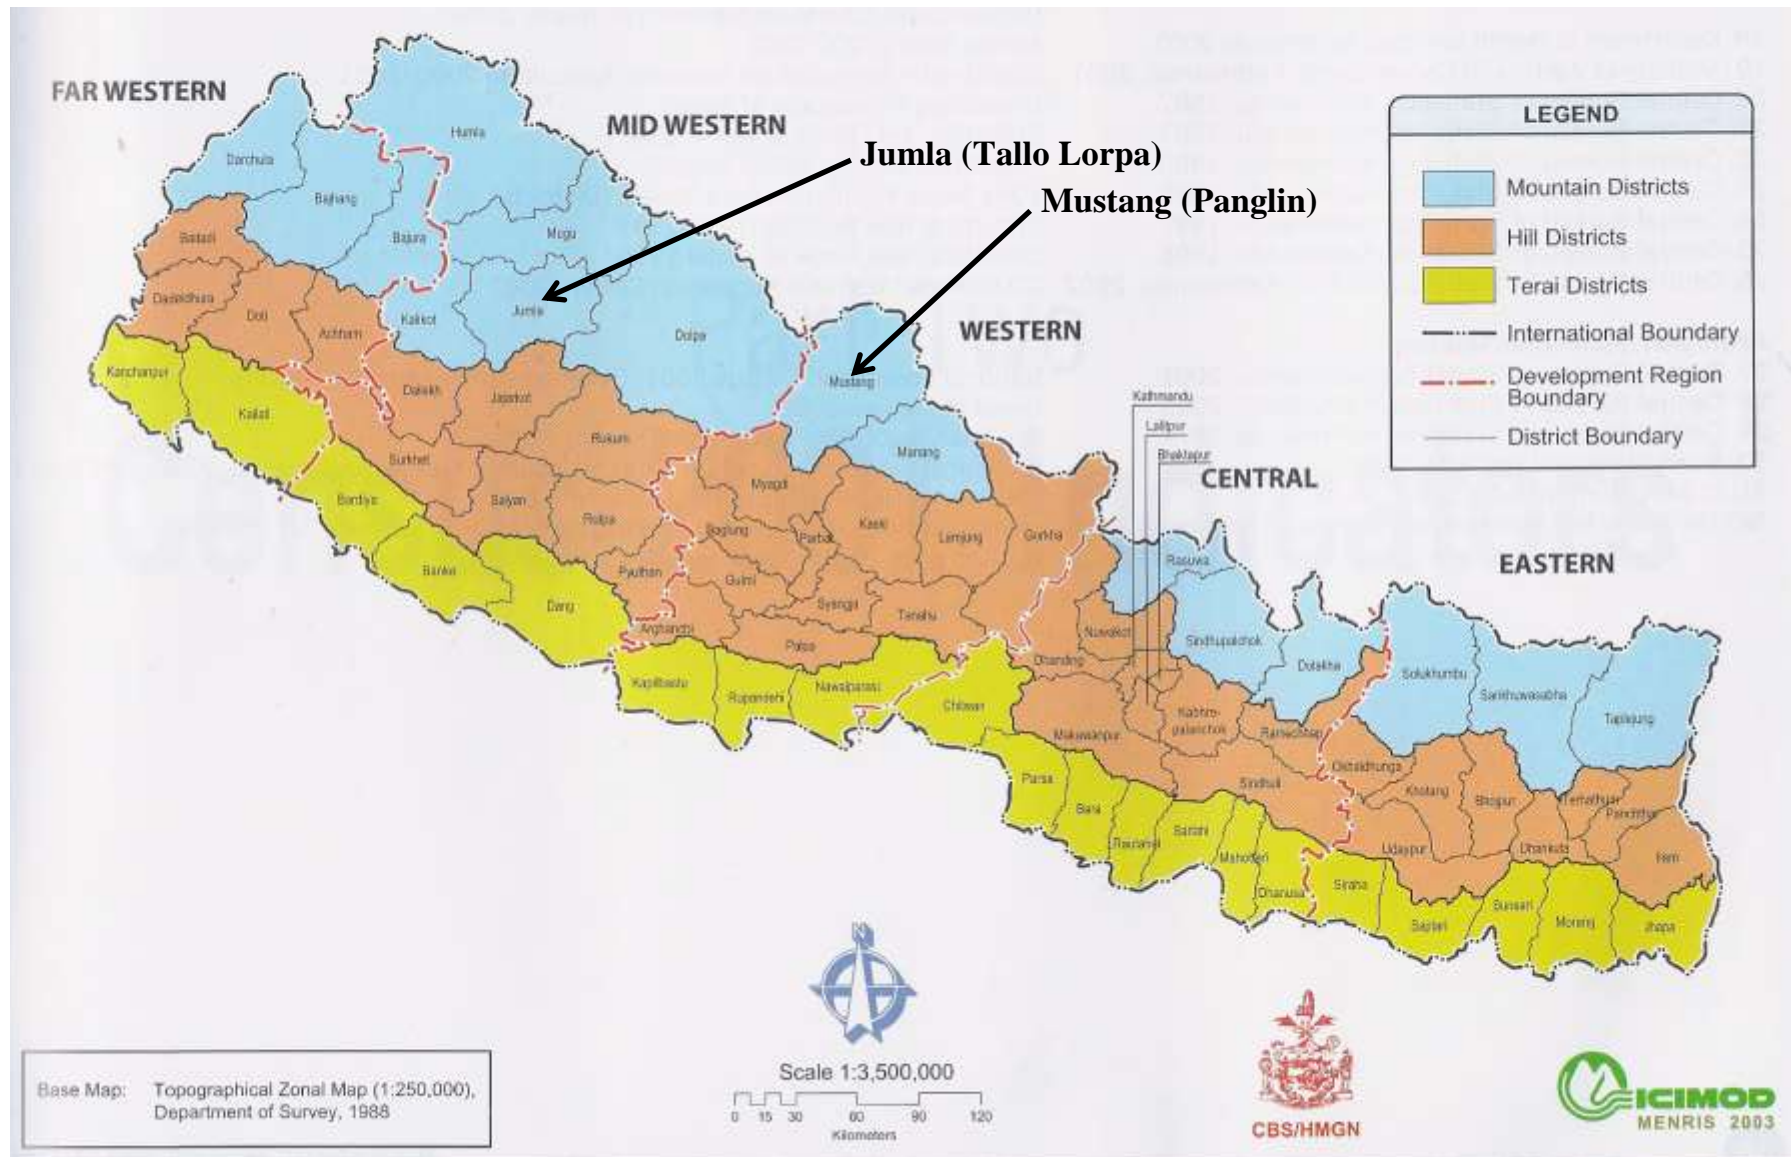 FAR WESTERN
MID WESTERN
Jumla (Tallo Lorpa)
Mustang (Panglin)
WESTERN
CENTRAL
EASTERN
LEGEND
Mountain Districts
Hill Districts
Terai Districts
International Boundary
Development Region
Boundary
District Boundary
Humla
Darchula
Bajhang
Bajura
Mugu
Baitadi
Dadeldhura
Doti
Achham
Kalikot
Jumla
Dolpa
Mustang
Manang
Kanchanpur
Kailali
Dailekh
Jajarkot
Rukum
Surkhet
Salyan
Rolpa
Pyuthan
Bardiya
Banke
Dang
Myagdi
Baglung
Parbat
Kaski
Lamjung
Gorkha
Gulmi
Syangja
Tanahu
Arghanchi
Palpa
Kapilbastu
Rupandehi
Nawalparasi
Chitwan
Kathmandu
Lalitpur
Bhaktapur
Rasuwa
Nuwakot
Sindhupalchok
Dolakha
Dhanding
Kabhre-
palanchok
Ramechhap
Makawanpur
Sindhuli
Parsa
Bara
Rautahat
Sarlahi
Mahottari
Dhanusa
Solukhumbu
Sankhuwasabha
Taplejung
Okhaldhunga
Khotang
Bhojpur
Terhathum
Panchthar
Udaypur
Dhankuta
Ilam
Siraha
Saptari
Sunsari
Morang
Jhapa
N
Scale 1:3,500,000
0 15 30 60 90 120
Kilometers
Base Map: Topographical Zonal Map (1:250,000),
Department of Survey, 1988
CBS/HMGN
ICIMOD
MENRIS 2003